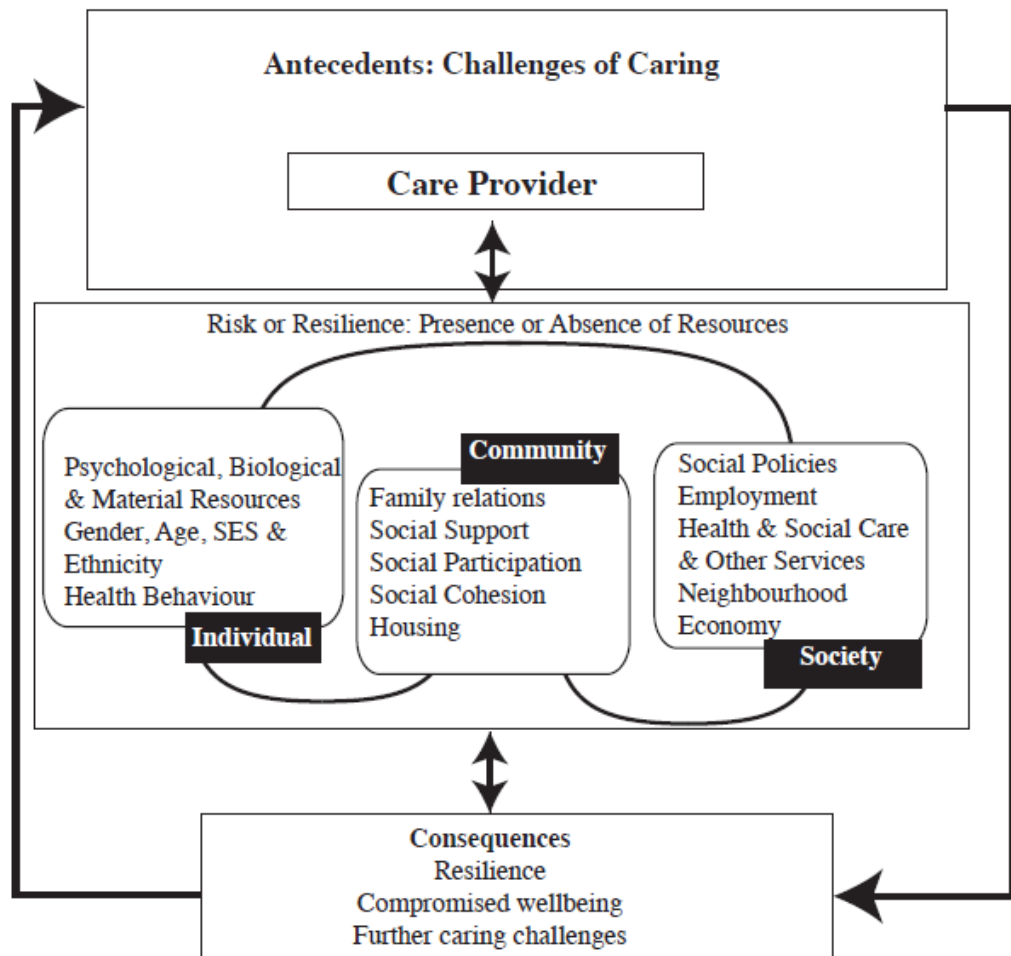 Antecedents: Challenges of Caring
Care Provider
Risk or Resilience: Presence or Absence of Resources
Psychological, Biological
& Material Resources
Gender, Age, SES &
Ethnicity
Health Behaviour
Individual
Community
Family relations
Social Support
Social Participation
Social Cohesion
Housing
Social Policies
Employment
Health & Social Care
& Other Services
Neighbourhood
Economy
Society
Consequences
Resilience
Compromised wellbeing
Further caring challenges